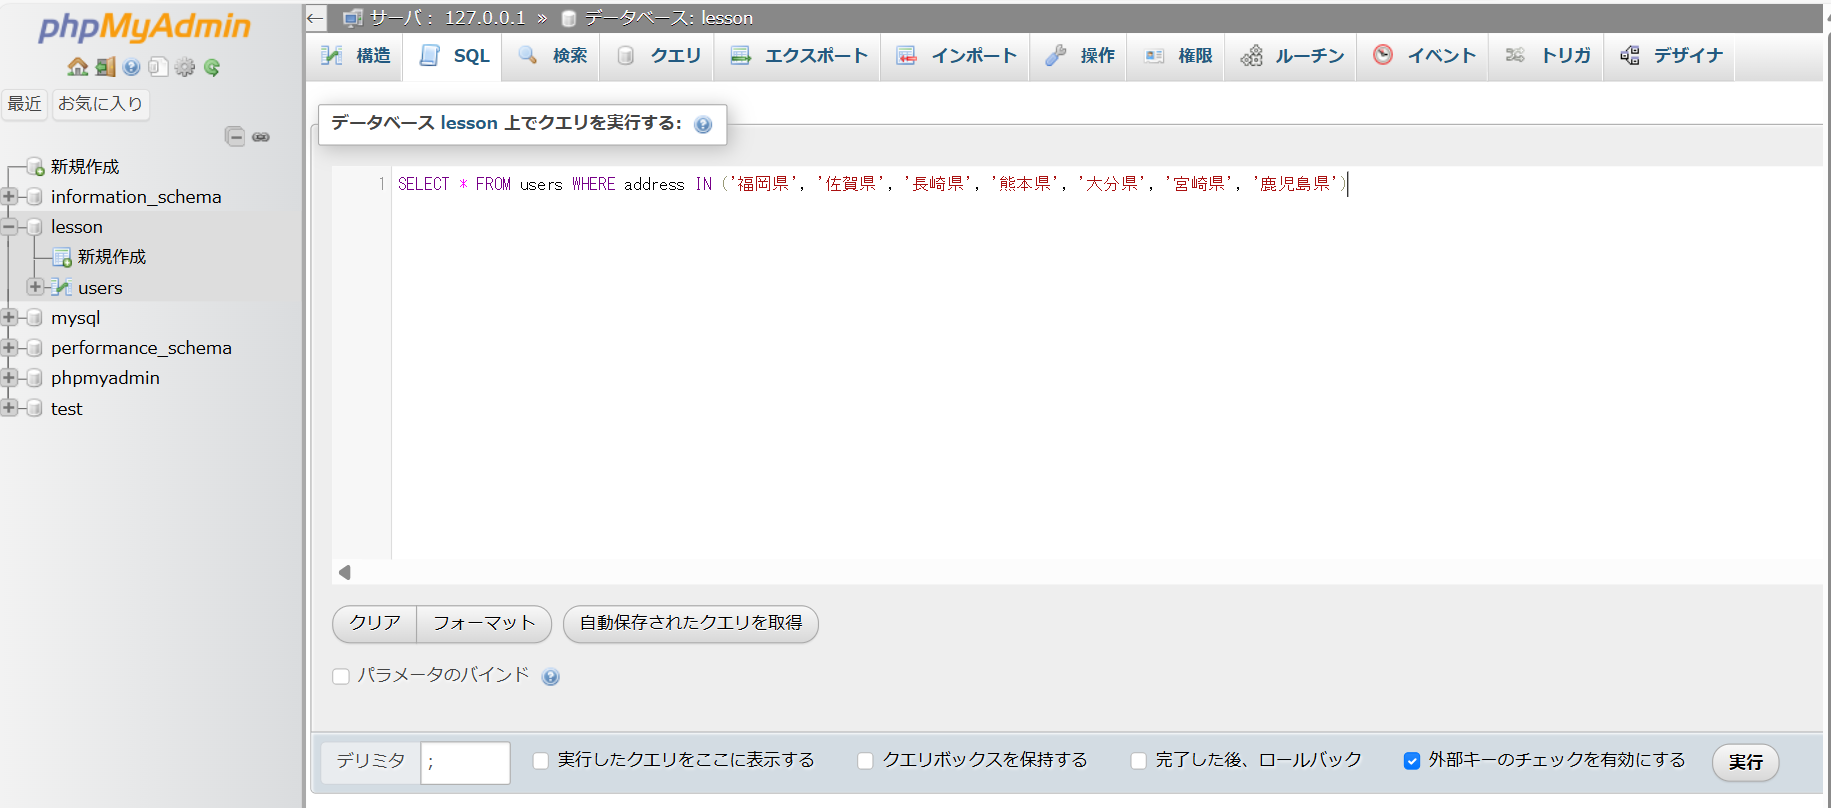 phpMyAdmin
最近 お気に入り
新規作成
information_schema
lesson
新規作成
users
mysql
performance_schema
phpmyadmin
test
← サーバ: 127.0.0.1 » データベース: lesson
構造 SQL 検索 クエリ エクスポート インポート 操作 権限 ルーチン イベント トリガ デザイナ
データベース lesson 上でクエリを実行する:
1 SELECT * FROM users WHERE address IN ('福岡県', '佐賀県', '長崎県', '熊本県', '大分県', '宮崎県', '鹿児島県')
クリア フォーマット 自動保存されたクエリを取得
パラメータのバインド
デリミタ ; 実行したクエリをここに表示する クエリボックスを保持する 完了した後、ロールバック 外部キーのチェックを有効にする 実行